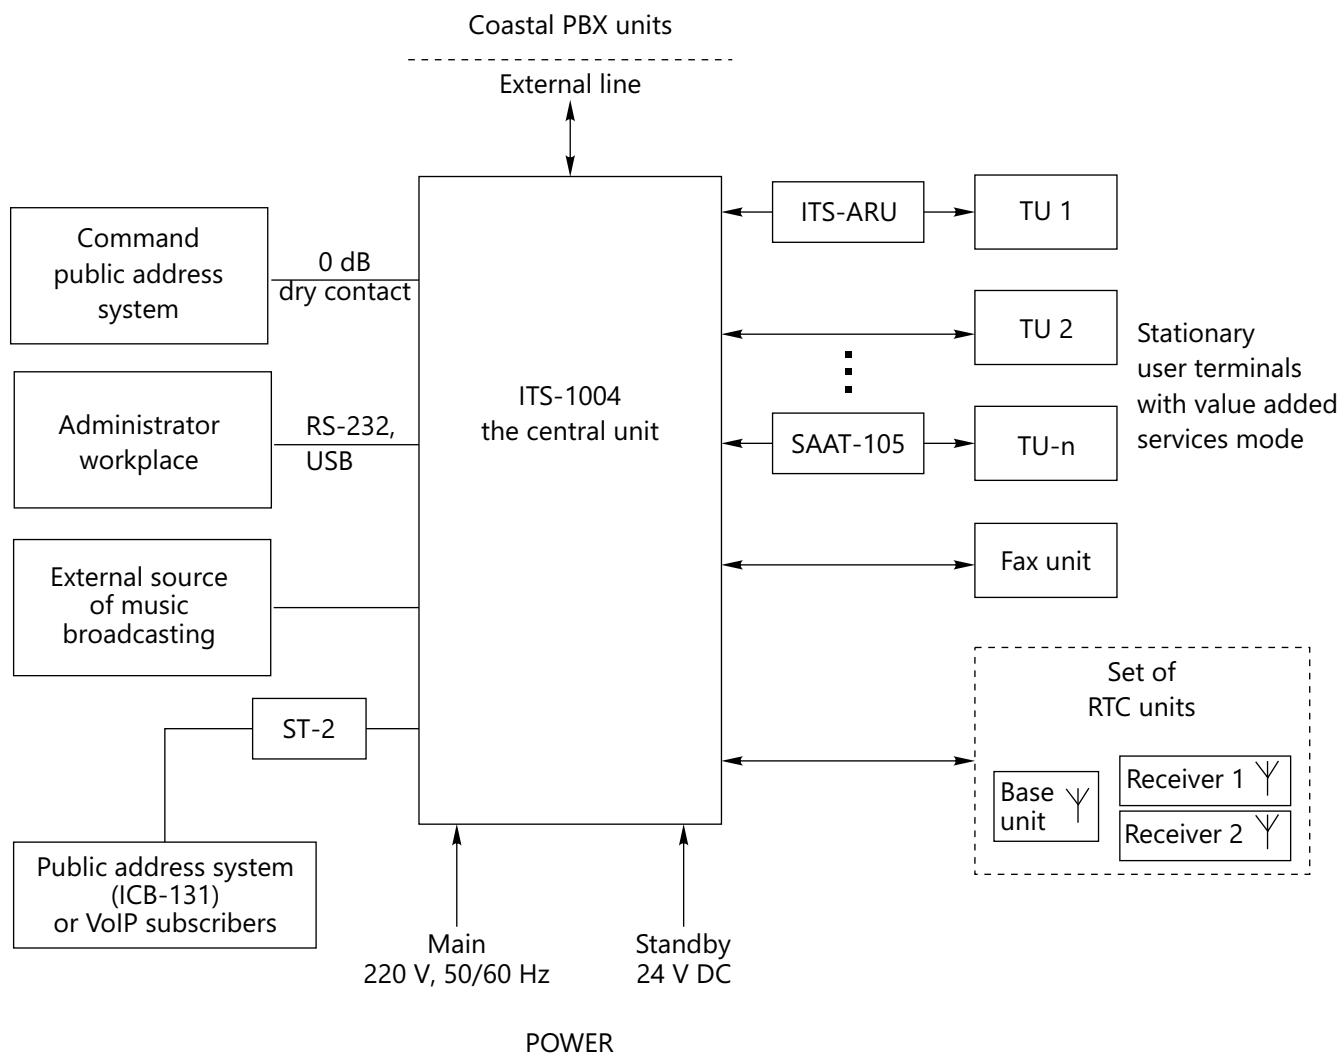 Coastal PBX units
External line
Command
public address
system
0 dB
dry contact
Administrator
workplace
RS-232,
USB
External source
of music
broadcasting
ST-2
Public address system
(ICB-131)
or VoIP subscribers
ITS-1004
the central unit
ITS-ARU
TU 1
TU 2
SAAT-105
TU-n
Stationary
user terminals
with value added
services mode
Fax unit
Set of
RTC units
Base
unit
Receiver 1
Receiver 2
Main
220 V, 50/60 Hz
Standby
24 V DC
POWER